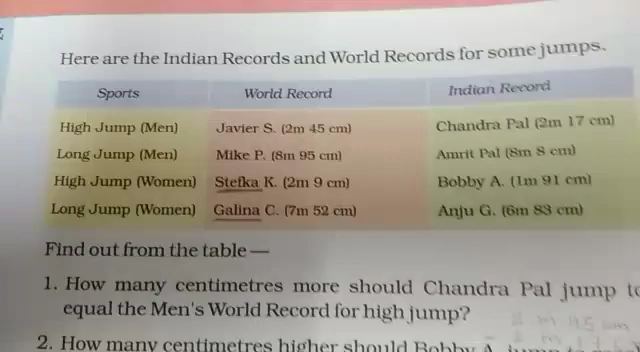 Here are the Indian Records and World Records for some jumps.
Sports World Record Indian Record
High Jump (Men) Javier S. (2m 45 cm) Chandra Pal (2m 17 cm)
Long Jump (Men) Mike P. (8m 95 cm) Amrit Pal (8m 8 cm)
High Jump (Women) Stefka K. (2m 9 cm) Bobby A. (1m 91 cm)
Long Jump (Women) Galina C. (7m 52 cm) Anju G. (6m 83 cm)
Find out from the table —
1. How many centimetres more should Chandra Pal jump to
equal the Men's World Record for high jump?
2. How many centimetres higher should Bobby A. jump